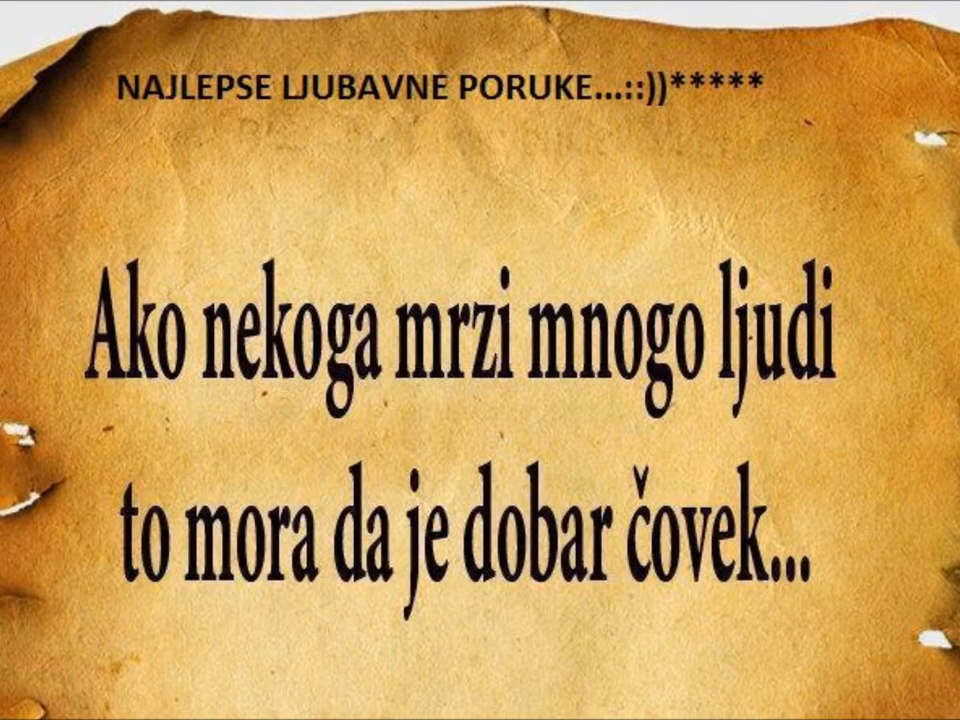 NAJLEPSE LJUBAVNE PORUKE...::))*****
Ako nekoga mrzi mnogo ljudi
to mora da je dobar čovek...